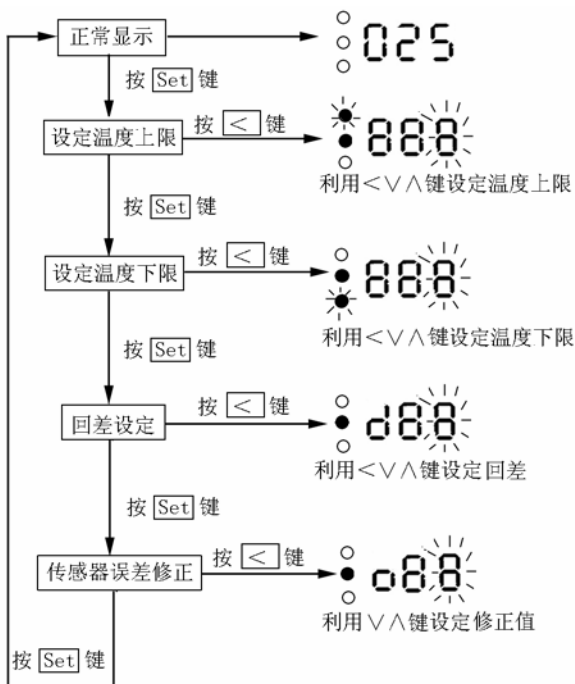 正常显示
025
按 Set 键
设定温度上限
按 < 键
888
利用<∨∧键设定温度上限
按 Set 键
设定温度下限
按 < 键
888
利用<∨∧键设定温度下限
按 Set 键
回差设定
按 < 键
d88
利用<∨∧键设定回差
按 Set 键
传感器误差修正
按 < 键
o88
利用∨∧键设定修正值
按 Set 键